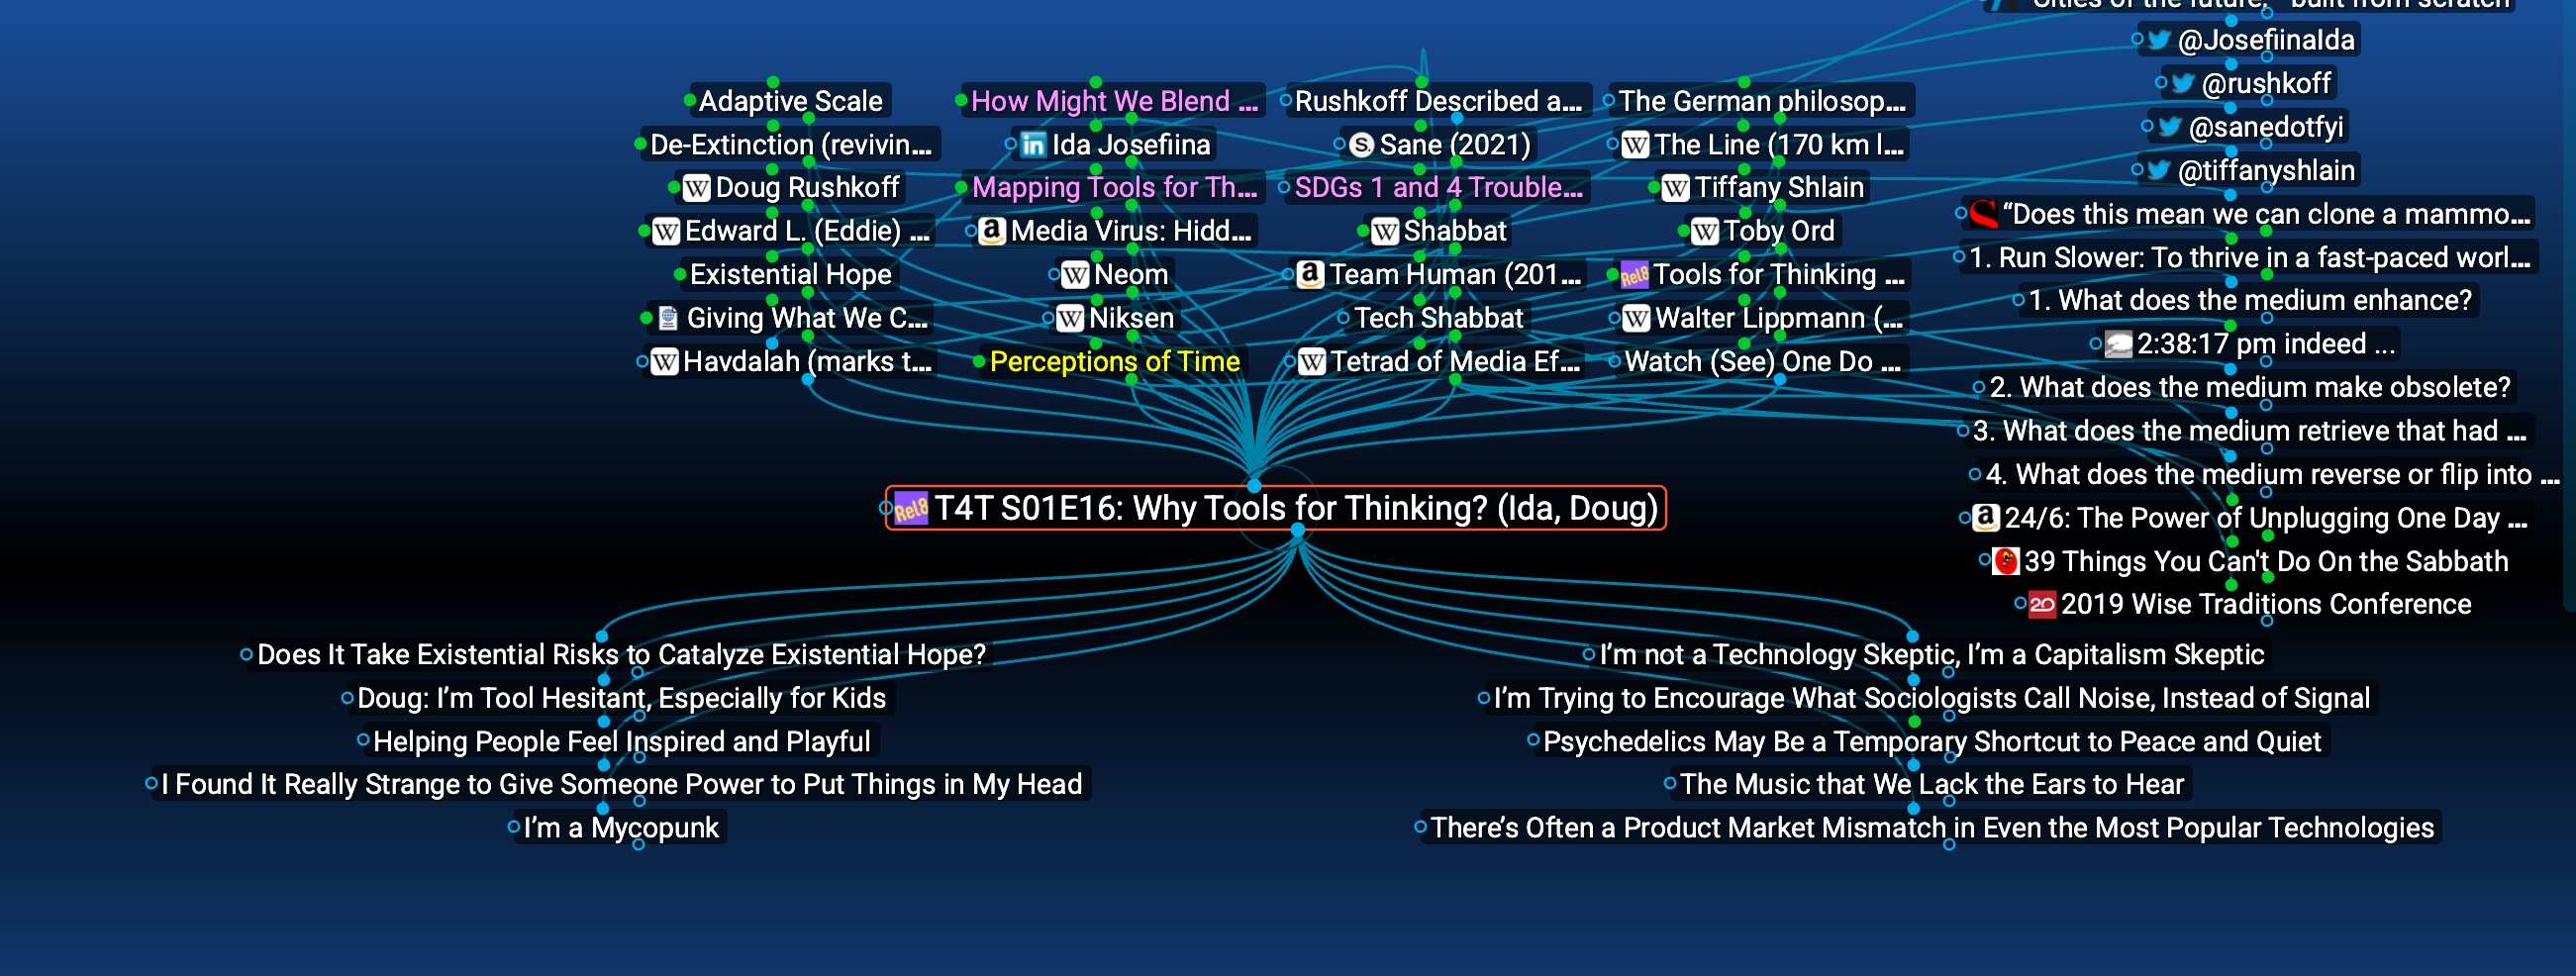 "Cities of the future," built from scratch
@JosefiinaIda
@rushkoff
@sanedotfyi
@tiffanyshlain
“Does this mean we can clone a mammo...
1. Run Slower: To thrive in a fast-paced worl...
1. What does the medium enhance?
2:38:17 pm indeed ...
2. What does the medium make obsolete?
3. What does the medium retrieve that had ...
4. What does the medium reverse or flip into ...
24/6: The Power of Unplugging One Day ...
39 Things You Can't Do On the Sabbath
2019 Wise Traditions Conference
Adaptive Scale
De-Extinction (revivin...
Doug Rushkoff
Edward L. (Eddie) ...
Existential Hope
Giving What We C...
Havdalah (marks t...
How Might We Blend ...
Ida Josefiina
Mapping Tools for Th...
Media Virus: Hidd...
Neom
Niksen
Perceptions of Time
Rushkoff Described a...
Sane (2021)
SDGs 1 and 4 Trouble...
Shabbat
Team Human (201...
Tech Shabbat
Tetrad of Media Ef...
The German philosop...
The Line (170 km l...
Tiffany Shlain
Toby Ord
Rel8 Tools for Thinking ...
Walter Lippmann (...
Watch (See) One Do ...
Rel8 T4T S01E16: Why Tools for Thinking? (Ida, Doug)
Does It Take Existential Risks to Catalyze Existential Hope?
Doug: I’m Tool Hesitant, Especially for Kids
Helping People Feel Inspired and Playful
I Found It Really Strange to Give Someone Power to Put Things in My Head
I’m a Mycopunk
I’m not a Technology Skeptic, I’m a Capitalism Skeptic
I’m Trying to Encourage What Sociologists Call Noise, Instead of Signal
Psychedelics May Be a Temporary Shortcut to Peace and Quiet
The Music that We Lack the Ears to Hear
There’s Often a Product Market Mismatch in Even the Most Popular Technologies